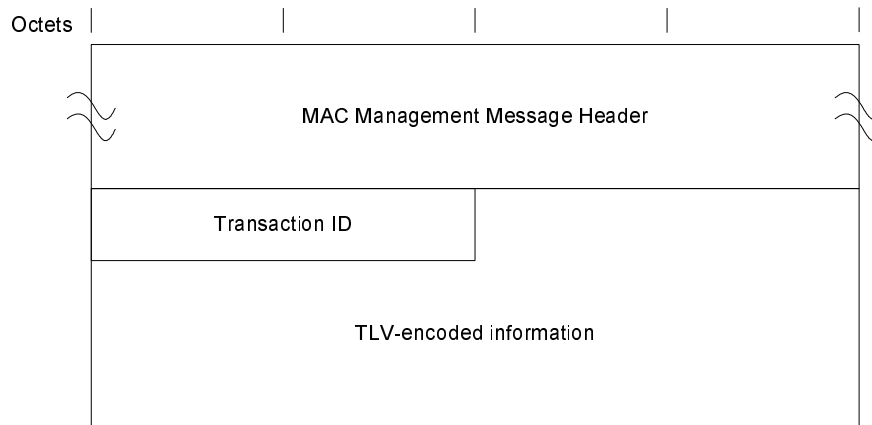 Octets
MAC Management Message Header
Transaction ID
TLV-encoded information